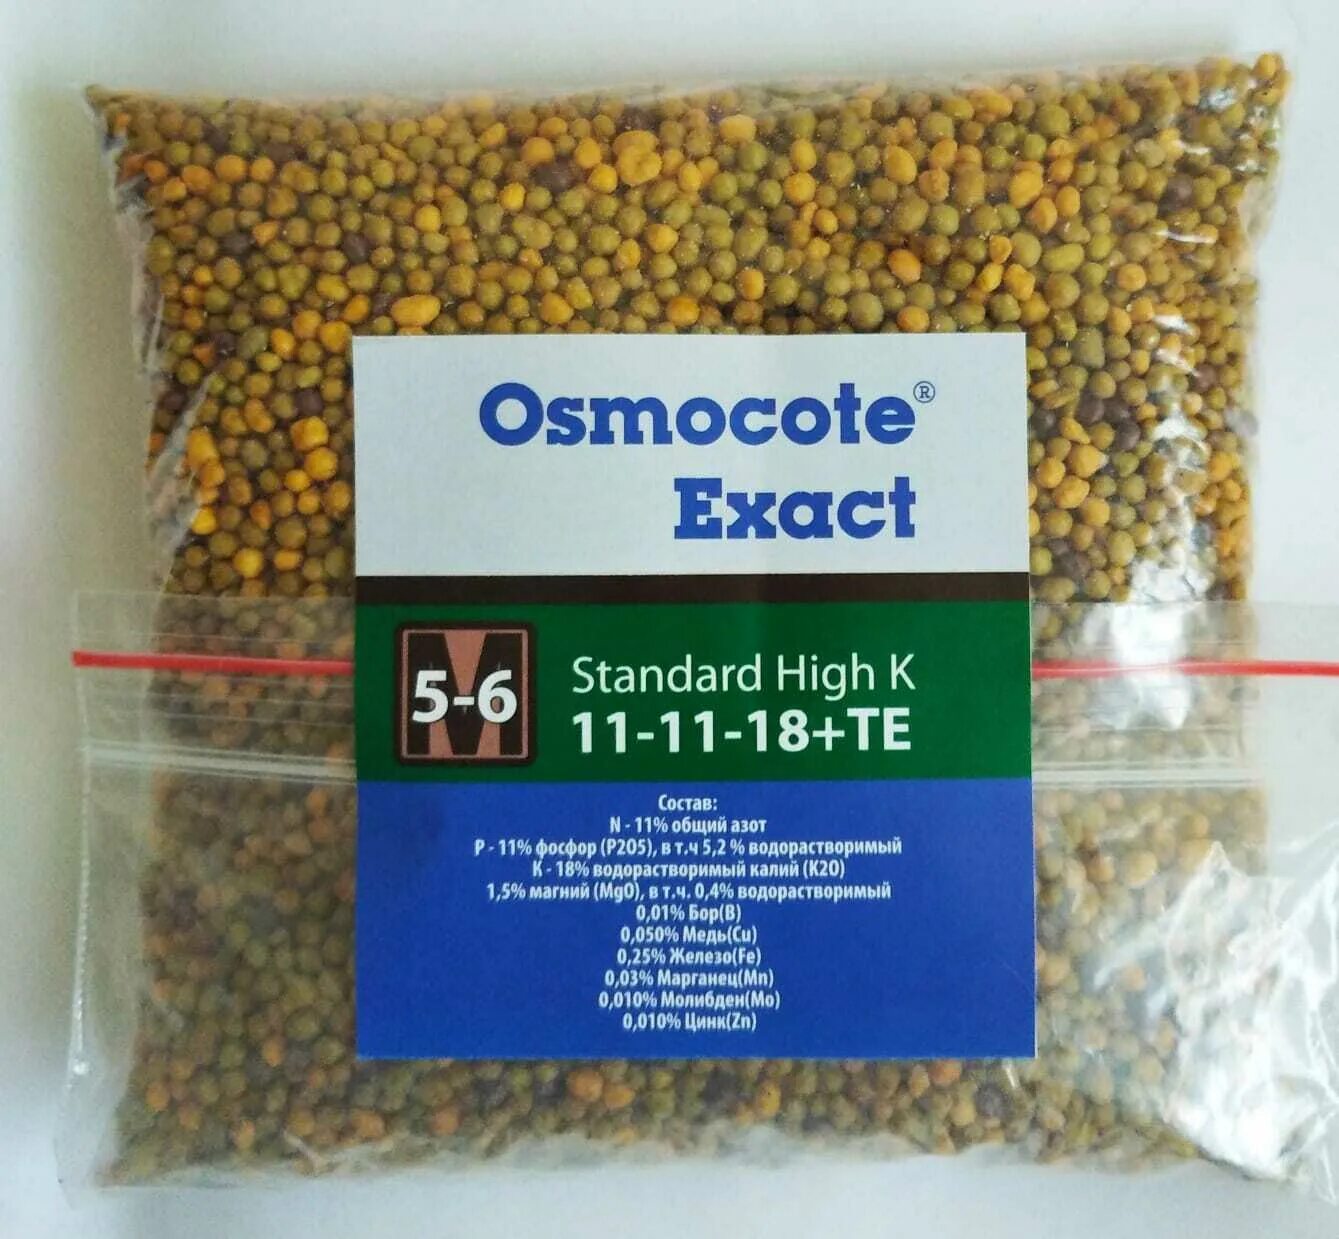 Osmocote®
Exact
M
5-6
Standard High K
11-11-18+TE
Состав:
N - 11% общий азот
P - 11% фосфор (P2O5), в т.ч 5,2 % водорастворимый
К - 18% водорастворимый калий (K2O)
1,5% магний (MgO), в т.ч. 0,4% водорастворимый
0,01% Бор(B)
0,050% Медь(Cu)
0,25% Железо(Fe)
0,03% Марганец(Mn)
0,010% Молибден(Mo)
0,010% Цинк(Zn)